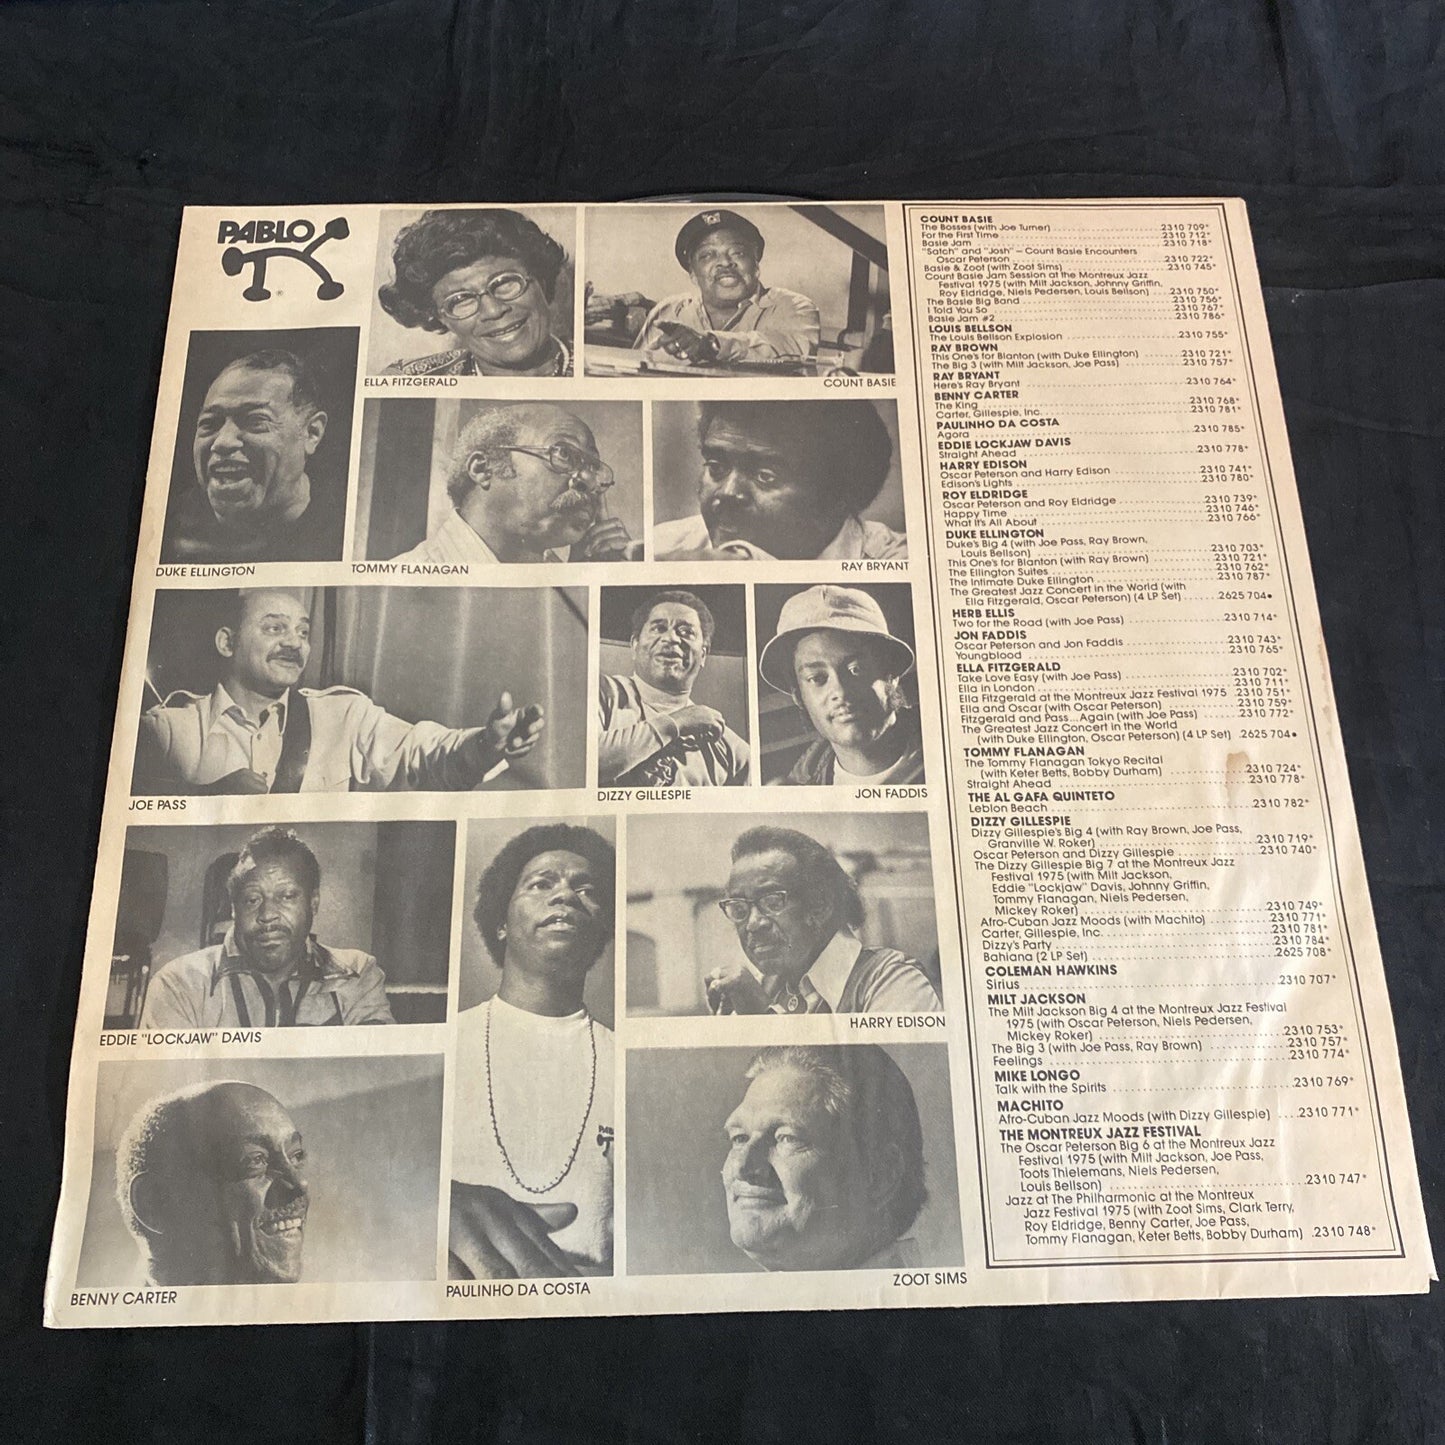 PABLO
®
ELLA FITZGERALD
COUNT BASIE
DUKE ELLINGTON
TOMMY FLANAGAN
RAY BRYANT
JOE PASS
DIZZY GILLESPIE
JON FADDIS
EDDIE "LOCKJAW" DAVIS
HARRY EDISON
BENNY CARTER
PAULINHO DA COSTA
ZOOT SIMS
COUNT BASIE
The Bosses (with Joe Turner) 2310 709*
For the First Time 2310 712*
Basie Jam 2310 718*
"Satch" and "Josh" – Count Basie Encounters
Oscar Peterson 2310 722*
Basie & Zoot (with Zoot Sims) 2310 745*
Count Basie Jam Session at the Montreux Jazz
Festival 1975 (with Milt Jackson, Johnny Griffin,
Roy Eldridge, Niels Pedersen, Louis Bellson) 2310 750*
The Basie Big Band 2310 756*
I Told You So 2310 767*
Basie Jam #2 2310 786*
LOUIS BELLSON
The Louis Bellson Explosion 2310 755*
RAY BROWN
This One's for Blanton (with Duke Ellington) 2310 721*
The Big 3 (with Milt Jackson, Joe Pass) 2310 757*
RAY BRYANT
Here's Ray Bryant 2310 764*
BENNY CARTER
The King 2310 768*
Carter, Gillespie, Inc. 2310 781*
PAULINHO DA COSTA
Agora 2310 785*
EDDIE LOCKJAW DAVIS
Straight Ahead 2310 778*
HARRY EDISON
Oscar Peterson and Harry Edison 2310 741*
Edison's Lights 2310 780*
ROY ELDRIDGE
Oscar Peterson and Roy Eldridge 2310 739*
Happy Time 2310 746*
What It's All About 2310 766*
DUKE ELLINGTON
Duke's Big 4 (with Joe Pass, Ray Brown,
Louis Bellson) 2310 703*
This One's for Blanton (with Ray Brown) 2310 721*
The Ellington Suites 2310 762*
The Intimate Duke Ellington 2310 787*
The Greatest Jazz Concert in the World (with
Ella Fitzgerald, Oscar Peterson) (4 LP Set) 2625 704•
HERB ELLIS
Two for the Road (with Joe Pass) 2310 714*
JON FADDIS
Oscar Peterson and Jon Faddis 2310 743*
Youngblood 2310 765*
ELLA FITZGERALD
Take Love Easy (with Joe Pass) 2310 702*
Ella in London 2310 711*
Ella Fitzgerald at the Montreux Jazz Festival 1975 2310 751*
Ella and Oscar (with Oscar Peterson) 2310 759*
Fitzgerald and Pass...Again (with Joe Pass) 2310 772*
The Greatest Jazz Concert in the World
(with Duke Ellington, Oscar Peterson) (4 LP Set) 2625 704•
TOMMY FLANAGAN
The Tommy Flanagan Tokyo Recital
(with Keter Betts, Bobby Durham) 2310 724*
Straight Ahead 2310 778*
THE AL GAFA QUINTETO
Leblon Beach 2310 782*
DIZZY GILLESPIE
Dizzy Gillespie's Big 4 (with Ray Brown, Joe Pass,
Granville W. Roker) 2310 719*
Oscar Peterson and Dizzy Gillespie 2310 740*
The Dizzy Gillespie Big 7 at the Montreux Jazz
Festival 1975 (with Milt Jackson,
Eddie "Lockjaw" Davis, Johnny Griffin,
Tommy Flanagan, Niels Pedersen,
Mickey Roker) 2310 749*
Afro-Cuban Jazz Moods (with Machito) 2310 771*
Carter, Gillespie, Inc. 2310 781*
Dizzy's Party 2310 784*
Bahiana (2 LP Set) 2625 708*
COLEMAN HAWKINS
Sirius 2310 707*
MILT JACKSON
The Milt Jackson Big 4 at the Montreux Jazz Festival
1975 (with Oscar Peterson, Niels Pedersen,
Mickey Roker) 2310 753*
The Big 3 (with Joe Pass, Ray Brown) 2310 757*
Feelings 2310 774*
MIKE LONGO
Talk with the Spirits 2310 769*
MACHITO
Afro-Cuban Jazz Moods (with Dizzy Gillespie) 2310 771*
THE MONTREUX JAZZ FESTIVAL
The Oscar Peterson Big 6 at the Montreux Jazz
Festival 1975 (with Milt Jackson, Joe Pass,
Toots Thielemans, Niels Pedersen,
Louis Bellson) 2310 747*
Jazz at The Philharmonic at the Montreux
Jazz Festival 1975 (with Zoot Sims, Clark Terry,
Roy Eldridge, Benny Carter, Joe Pass,
Tommy Flanagan, Keter Betts, Bobby Durham) 2310 748*